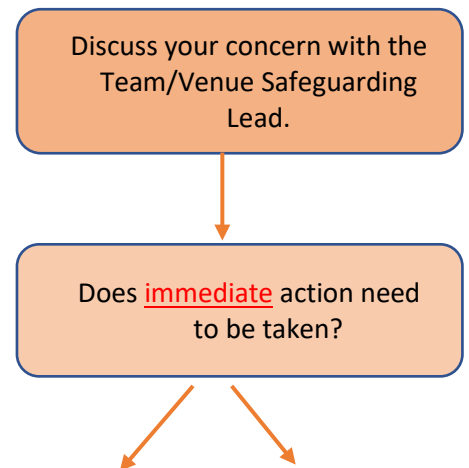 Discuss your concern with the
Team/Venue Safeguarding
Lead.
Does immediate action need
to be taken?